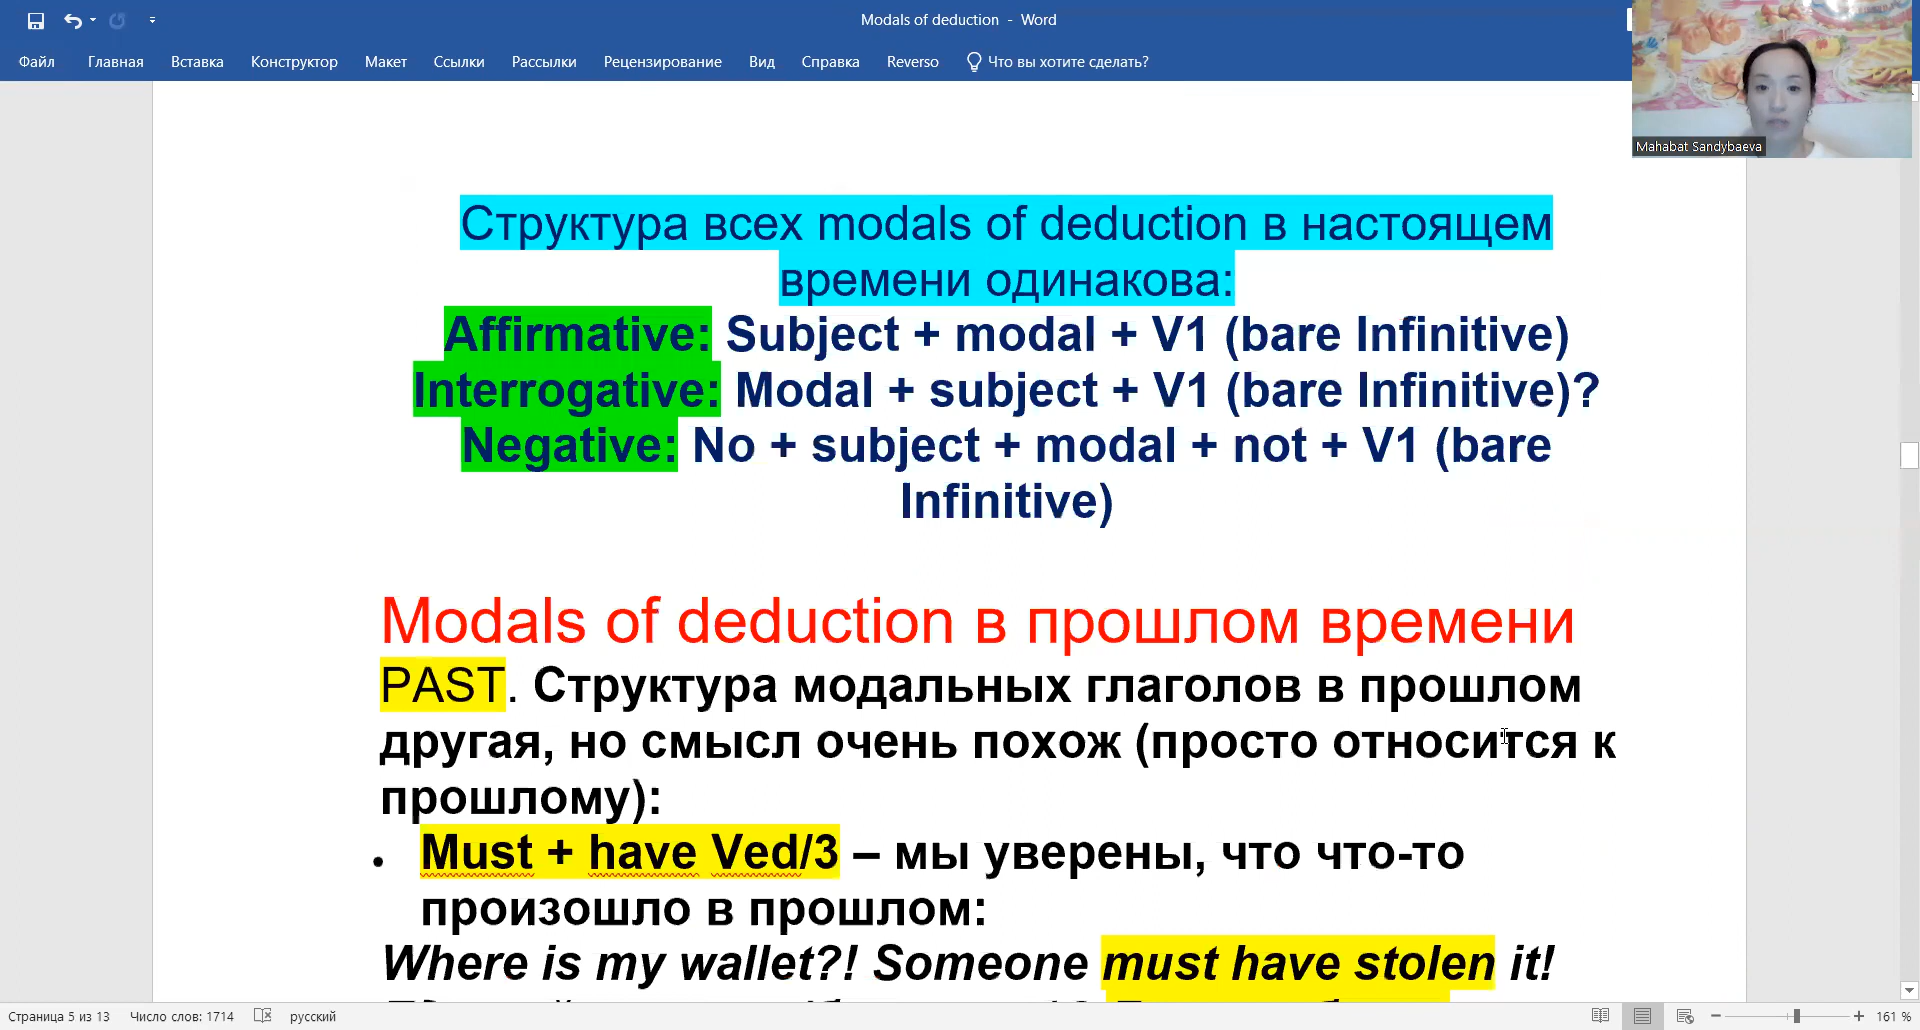 Modals of deduction - Word
Файл Главная Вставка Конструктор Макет Ссылки Рассылки Рецензирование Вид Справка Reverso Что вы хотите сделать?
Mahabat Sandybaeva
Структура всех modals of deduction в настоящем
времени одинакова:
Affirmative: Subject + modal + V1 (bare Infinitive)
Interrogative: Modal + subject + V1 (bare Infinitive)?
Negative: No + subject + modal + not + V1 (bare
Infinitive)
Modals of deduction в прошлом времени
PAST. Структура модальных глаголов в прошлом
другая, но смысл очень похож (просто относится к
прошлому):
• Must + have Ved/3 – мы уверены, что что-то
произошло в прошлом:
Where is my wallet?! Someone must have stolen it!
Страница 5 из 13 Число слов: 1714 русский 161 %